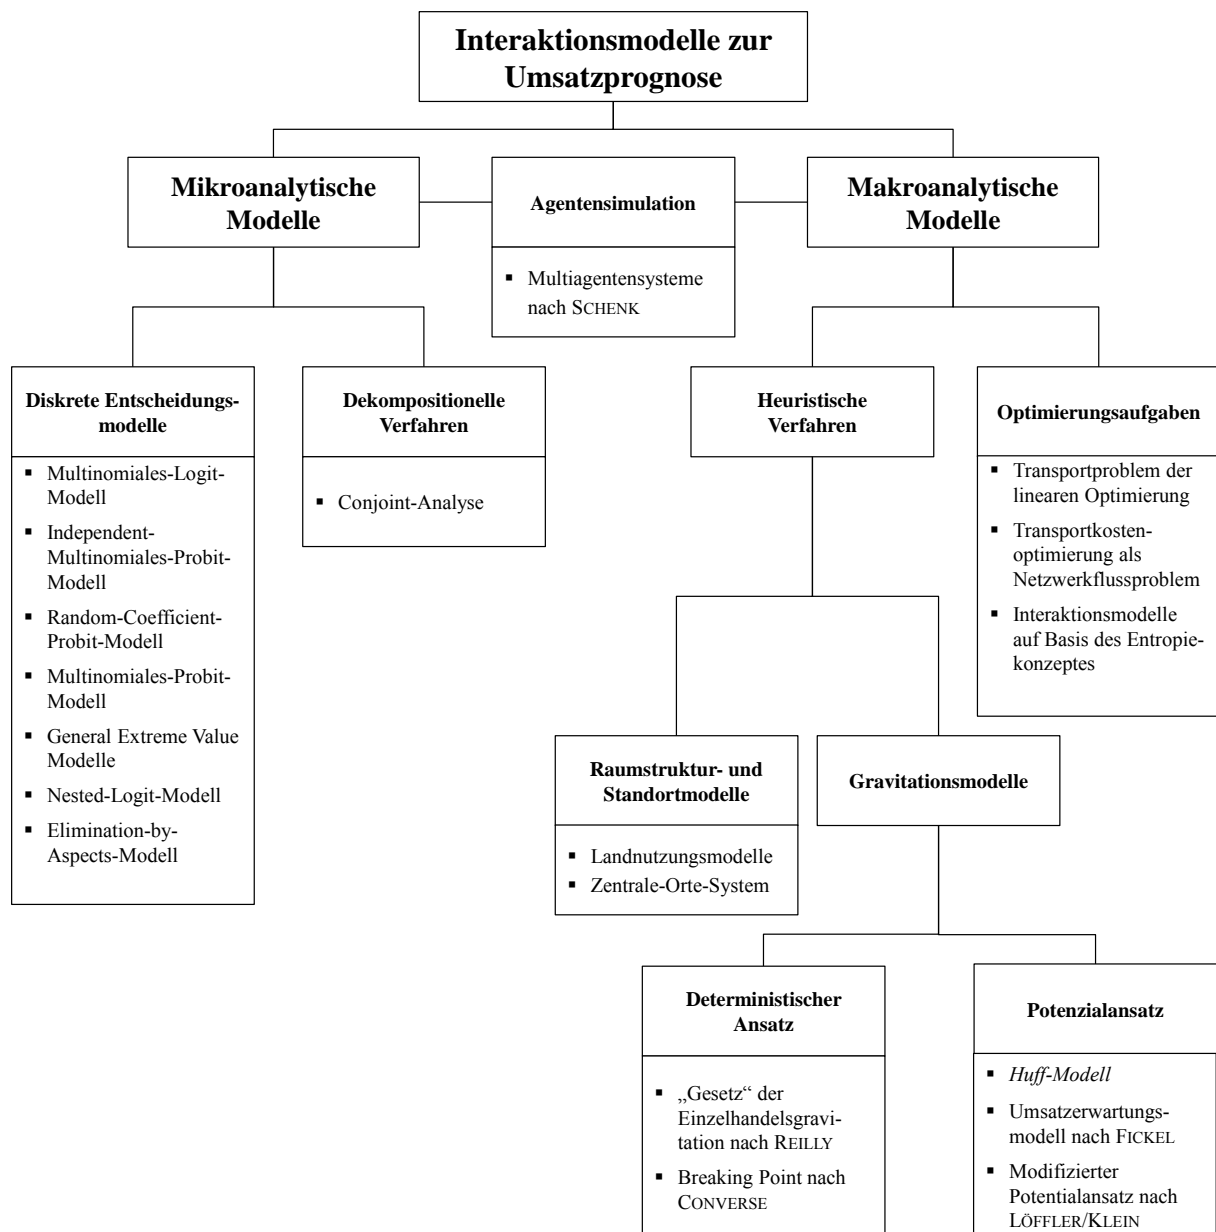 Interaktionsmodelle zur
Umsatzprognose
Mikroanalytische
Modelle
Agentensimulation
▪ Multiagentensysteme
nach SCHENK
Makroanalytische
Modelle
Diskrete Entscheidungs-
modelle
▪ Multinomiales-Logit-
Modell
▪ Independent-
Multinomiales-Probit-
Modell
▪ Random-Coefficient-
Probit-Modell
▪ Multinomiales-Probit-
Modell
▪ General Extreme Value
Modelle
▪ Nested-Logit-Modell
▪ Elimination-by-
Aspects-Modell
Dekompositionelle
Verfahren
▪ Conjoint-Analyse
Heuristische
Verfahren
Optimierungsaufgaben
▪ Transportproblem der
linearen Optimierung
▪ Transportkosten-
optimierung als
Netzwerkflussproblem
▪ Interaktionsmodelle
auf Basis des Entropie-
konzeptes
Raumstruktur- und
Standortmodelle
▪ Landnutzungsmodelle
▪ Zentrale-Orte-System
Gravitationsmodelle
Deterministischer
Ansatz
▪ „Gesetz“ der
Einzelhandelsgravi-
tation nach REILLY
▪ Breaking Point nach
CONVERSE
Potenzialansatz
▪ Huff-Modell
▪ Umsatzerwartungs-
modell nach FICKEL
▪ Modifizierter
Potentialansatz nach
LÖFFLER/KLEIN